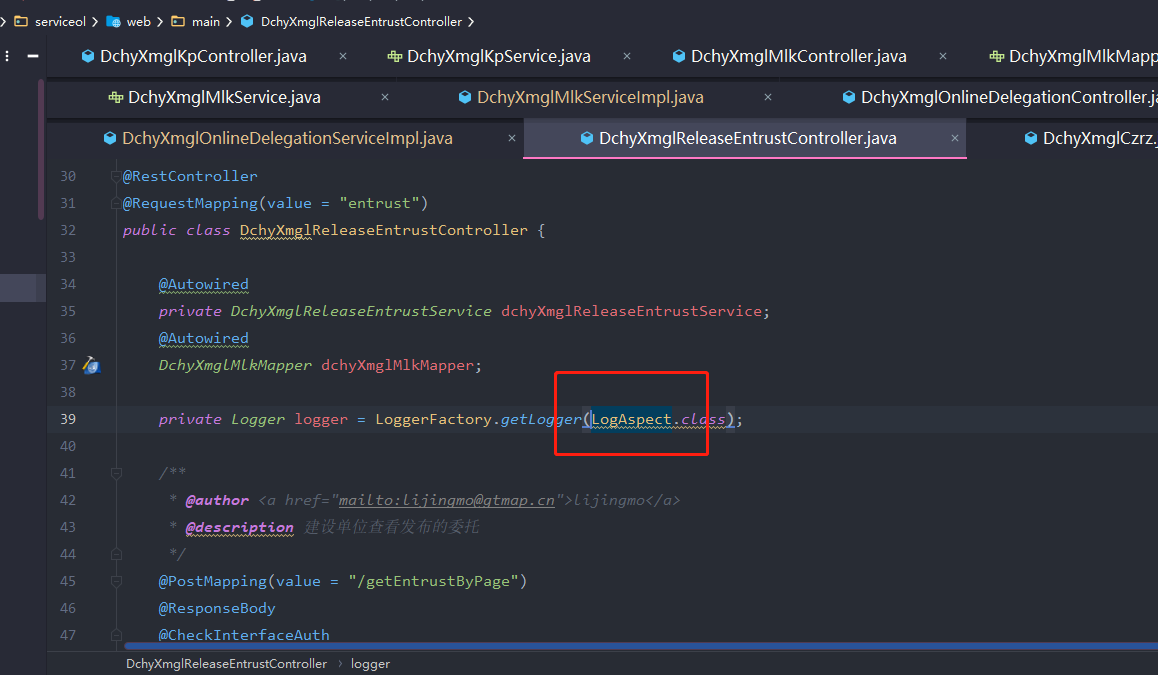 serviceol web main DchyXmglReleaseEntrustController
DchyXmglKpController.java DchyXmglKpService.java DchyXmglMlkController.java DchyXmglMlkMapp
DchyXmglMlkService.java DchyXmglMlkServiceImpl.java DchyXmglOnlineDelegationController.ja
DchyXmglOnlineDelegationServiceImpl.java DchyXmglReleaseEntrustController.java DchyXmglCzrz.
30 @RestController
31 @RequestMapping(value = "entrust")
32 public class DchyXmglReleaseEntrustController {
33
34 @Autowired
35 private DchyXmglReleaseEntrustService dchyXmglReleaseEntrustService;
36 @Autowired
37 DchyXmglMlkMapper dchyXmglMlkMapper;
38
39 private Logger logger = LoggerFactory.getLogger(LogAspect.class);
40
41 /**
42 * @author <a href="mailto:lijingmo@gtmap.cn">lijingmo</a>
43 * @description 建设单位查看发布的委托
44 */
45 @PostMapping(value = "/getEntrustByPage")
46 @ResponseBody
47 @CheckInterfaceAuth
DchyXmglReleaseEntrustController logger